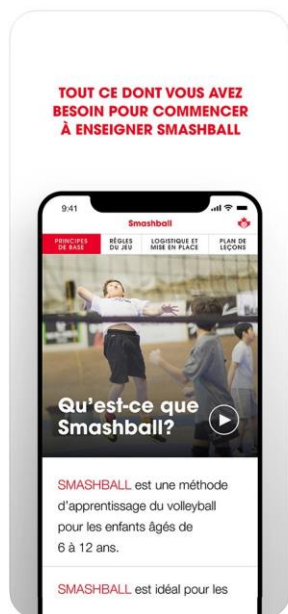 TOUT CE DONT VOUS AVEZ
BESOIN POUR COMMENCER
À ENSEIGNER SMASHBALL
9:41
Smashball
PRINCIPES
DE BASE
RÈGLES
DU JEU
LOGISTIQUE ET
MISE EN PLACE
PLAN DE
LEÇONS
Qu'est-ce que
Smashball?
SMASHBALL est une méthode
d'apprentissage du volleyball
pour les enfants âgés de
6 à 12 ans.
SMASHBALL est idéal pour les